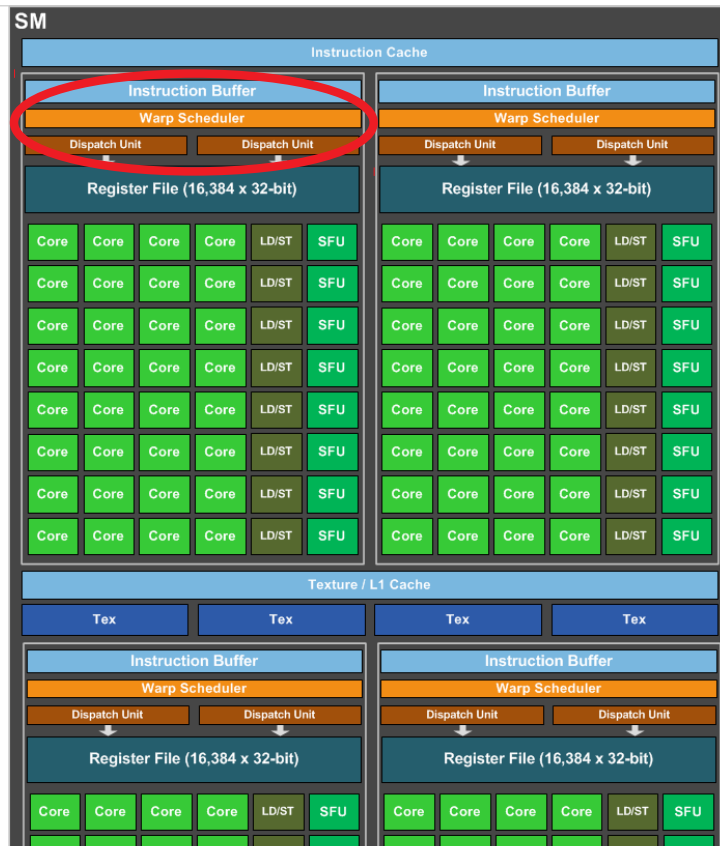 SM
Instruction Cache
Instruction Buffer Instruction Buffer
Warp Scheduler Warp Scheduler
Dispatch Unit Dispatch Unit Dispatch Unit Dispatch Unit
Register File (16,384 x 32-bit) Register File (16,384 x 32-bit)
Core Core Core Core LD/ST SFU Core Core Core Core LD/ST SFU
Core Core Core Core LD/ST SFU Core Core Core Core LD/ST SFU
Core Core Core Core LD/ST SFU Core Core Core Core LD/ST SFU
Core Core Core Core LD/ST SFU Core Core Core Core LD/ST SFU
Core Core Core Core LD/ST SFU Core Core Core Core LD/ST SFU
Core Core Core Core LD/ST SFU Core Core Core Core LD/ST SFU
Core Core Core Core LD/ST SFU Core Core Core Core LD/ST SFU
Core Core Core Core LD/ST SFU Core Core Core Core LD/ST SFU
Texture / L1 Cache
Tex Tex Tex Tex
Instruction Buffer Instruction Buffer
Warp Scheduler Warp Scheduler
Dispatch Unit Dispatch Unit Dispatch Unit Dispatch Unit
Register File (16,384 x 32-bit) Register File (16,384 x 32-bit)
Core Core Core Core LD/ST SFU Core Core Core Core LD/ST SFU